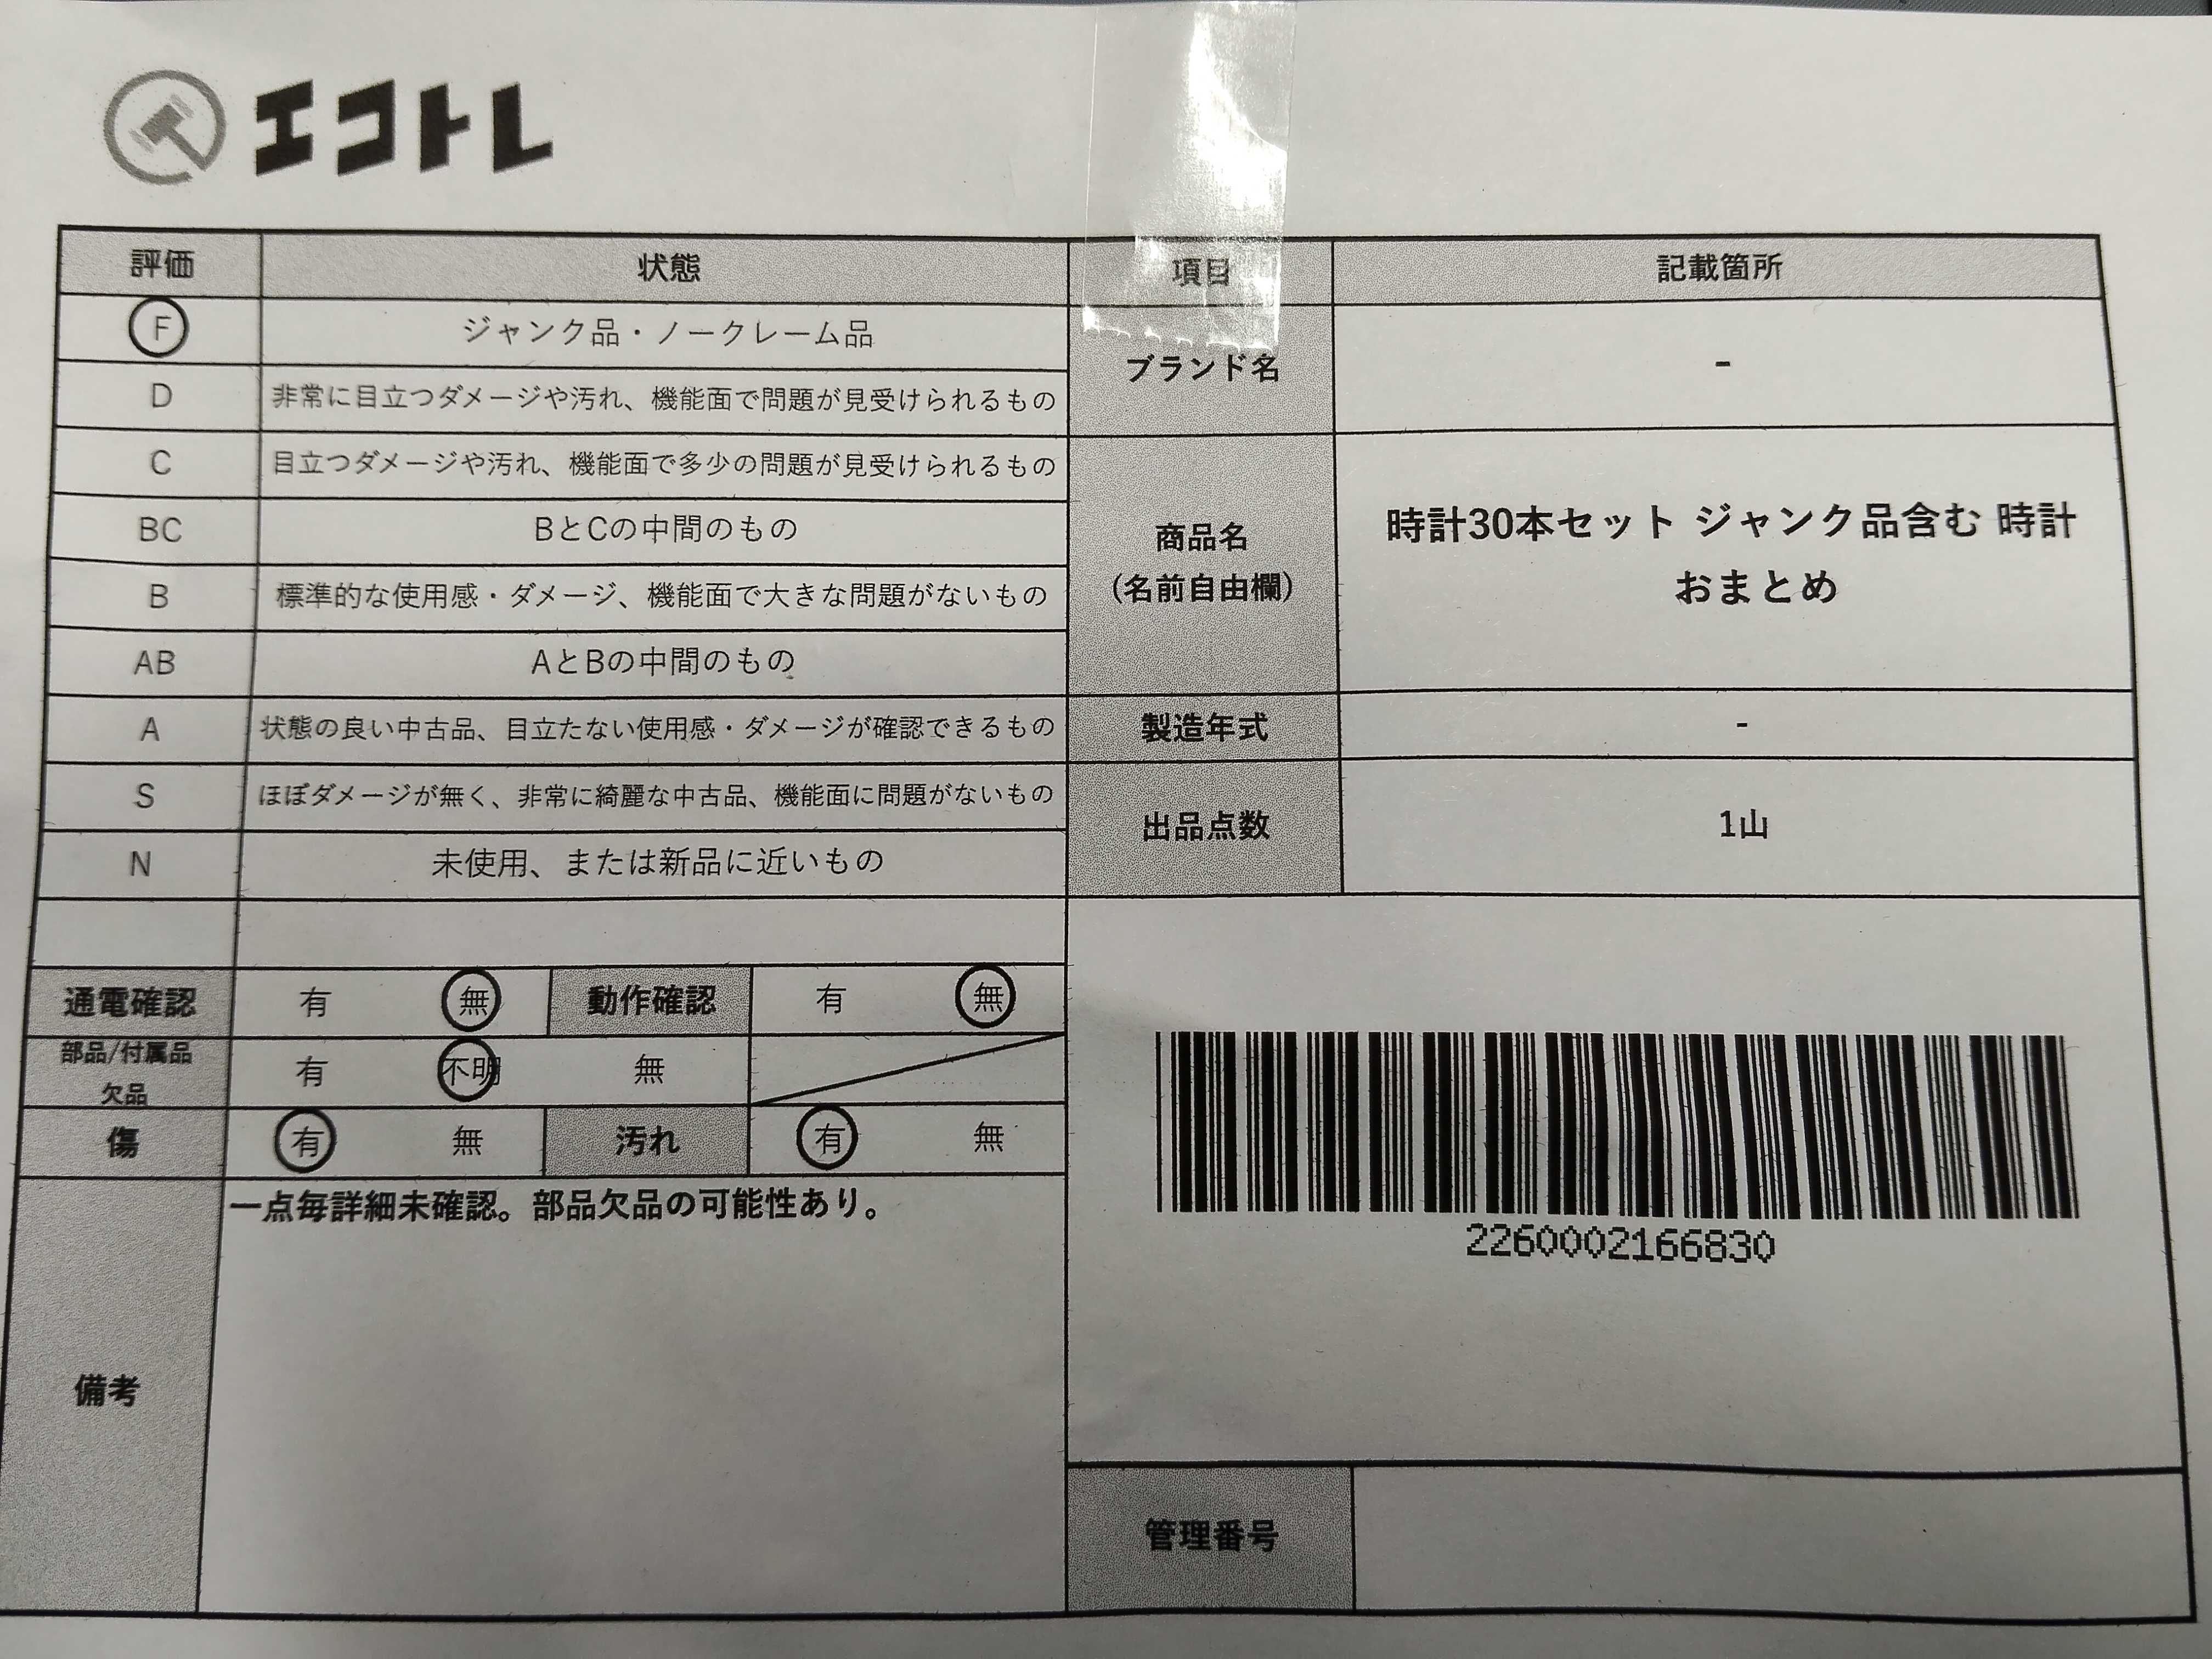 エコトレ
評価 状態 項目 記載箇所
F ジャンク品・ノークレーム品
D 非常に目立つダメージや汚れ、機能面で問題が見受けられるもの
ブランド名 -
C 目立つダメージや汚れ、機能面で多少の問題が見受けられるもの
BC BとCの中間のもの
B 標準的な使用感・ダメージ、機能面で大きな問題がないもの
AB AとBの中間のもの
商品名
(名前自由欄)
時計30本セット ジャンク品含む 時計
おまとめ
A 状態の良い中古品、目立たない使用感・ダメージが確認できるもの
製造年式 -
S ほぼダメージが無く、非常に綺麗な中古品、機能面に問題がないもの
N 未使用、または新品に近いもの
出品点数 1山
通電確認 有 無 動作確認 有 無
部品/付属品
欠品
有 不明 無
傷 有 無 汚れ 有 無
備考
一点毎詳細未確認。部品欠品の可能性あり。
2260002166830
管理番号